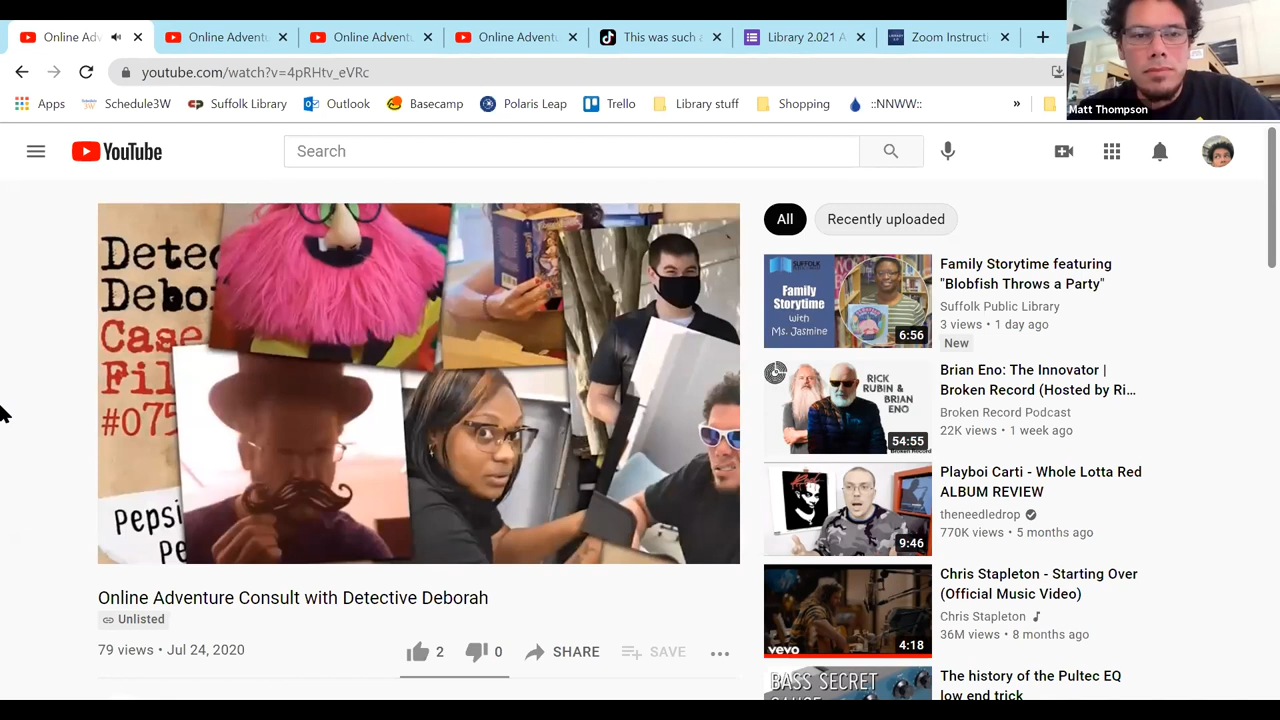 Online Adv
Online Adventu
Online Adventu
Online Adventu
This was such a
Library 2.021 A
Zoom Instructi
Matt Thompson
youtube.com/watch?v=4pRHtv_eVRc
Apps
Schedule3W
Suffolk Library
Outlook
Basecamp
Polaris Leap
Trello
Library stuff
Shopping
::NNWW::
»
YouTube
Search
All
Recently uploaded
Detec
Debo
Case
Fil
#075
Pepsi
Pe
SUFFOLK
Family
Storytime
with
Ms. Jasmine
6:56
Family Storytime featuring
"Blobfish Throws a Party"
Suffolk Public Library
3 views • 1 day ago
New
RICK
RUBIN &
BRIAN
ENO
54:55
Broken Record
Brian Eno: The Innovator |
Broken Record (Hosted by Ri...
Broken Record Podcast
22K views • 1 week ago
Red
9:46
Playboi Carti - Whole Lotta Red
ALBUM REVIEW
theneedledrop
770K views • 5 months ago
vevo
4:18
Chris Stapleton - Starting Over
(Official Music Video)
Chris Stapleton
36M views • 8 months ago
BASS SECRET
The history of the Pultec EQ
low end trick
Online Adventure Consult with Detective Deborah
Unlisted
79 views • Jul 24, 2020
2
0
SHARE
SAVE